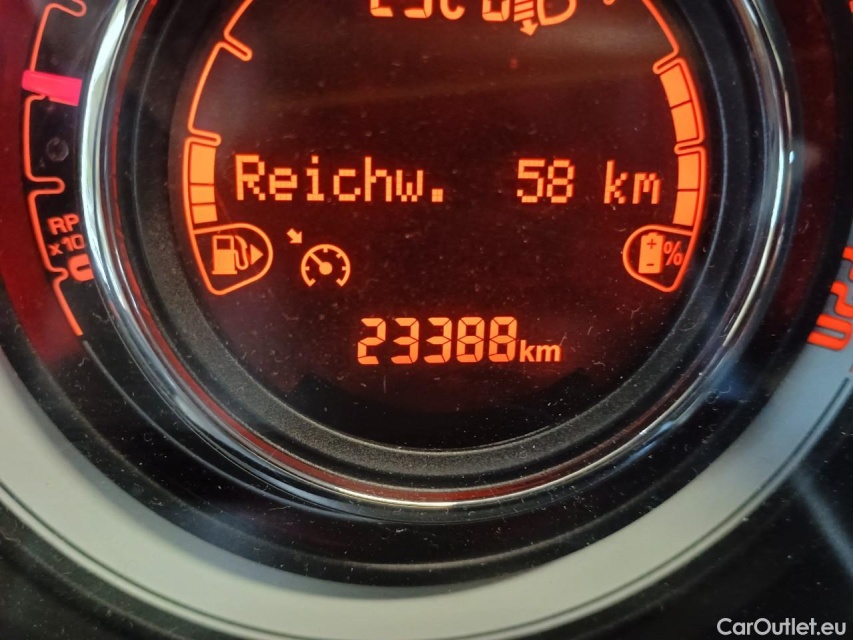 Reichw. 58 km
RP
x10
%
23388km
CarOutlet.eu